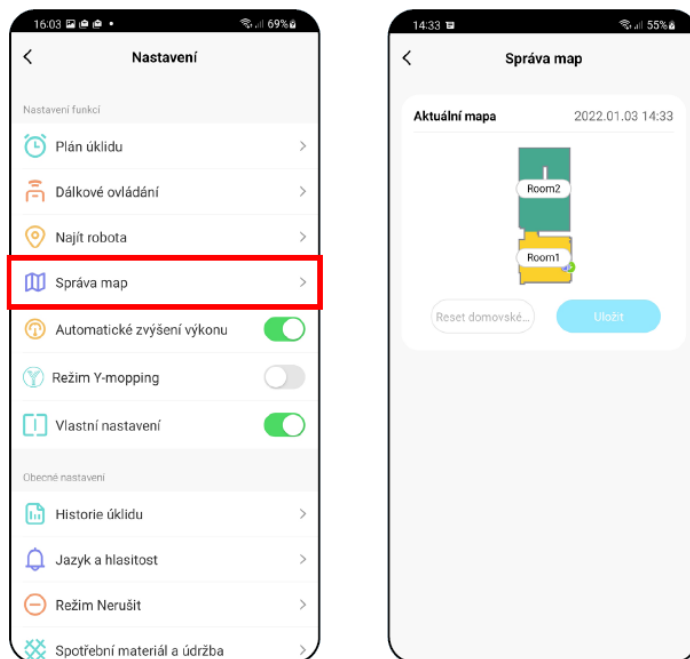 16:03 69%
Nastavení
Nastavení funkcí
Plán úklidu
Dálkové ovládání
Najít robota
Správa map
Automatické zvýšení výkonu
Režim Y-mopping
Vlastní nastavení
Obecné nastavení
Historie úklidu
Jazyk a hlasitost
Režim Nerušit
Spotřební materiál a údržba
14:33 55%
Správa map
Aktuální mapa 2022.01.03 14:33
Room2
Room1
Reset domovské... Uložit